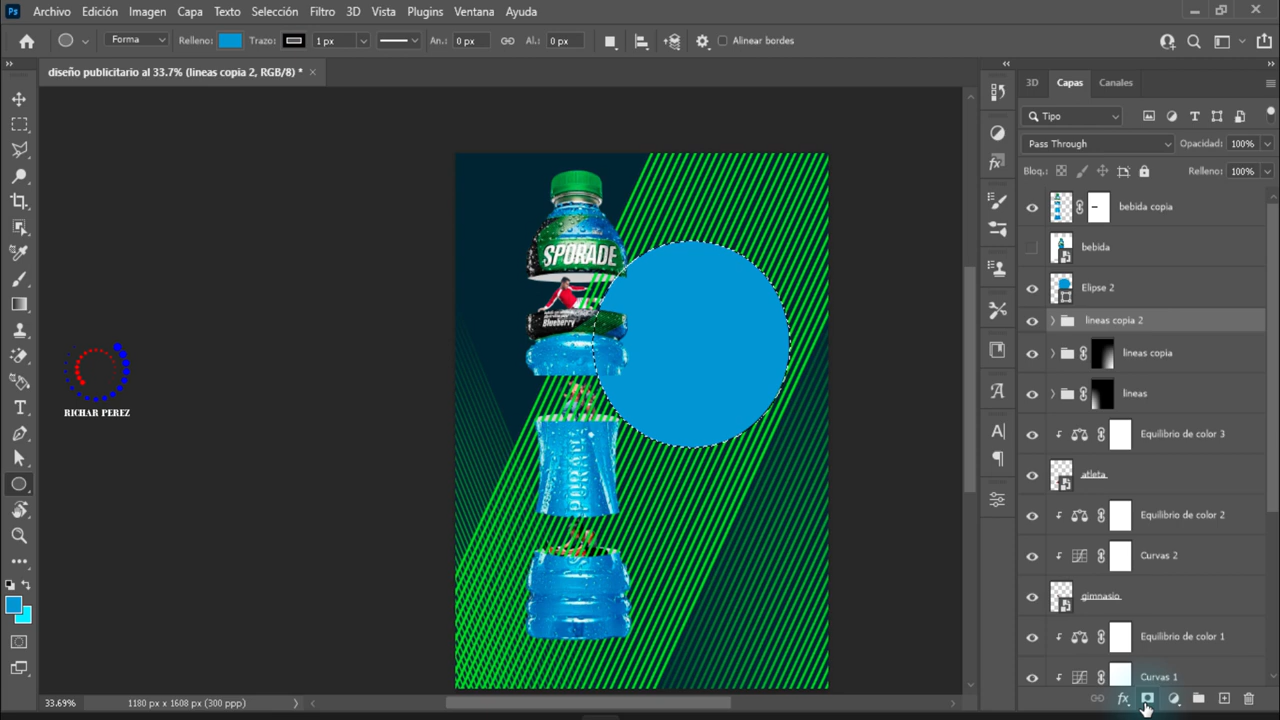 Ps Archivo Edición Imagen Capa Texto Selección Filtro 3D Vista Plugins Ventana Ayuda
Forma Relleno: Trazo: 1 px An.: 0 px Al.: 0 px Alinear bordes
diseño publicitario al 33.7% (lineas copia 2, RGB/8) *
3D Capas Canales
Tipo
Pass Through Opacidad: 100%
Bloq.: Relleno: 100%
bebida copia
bebida
Elipse 2
lineas copia 2
lineas copia
lineas
Equilibrio de color 3
atleta
Equilibrio de color 2
Curvas 2
gimnasio
Equilibrio de color 1
Curvas 1
SPORADE
Blueberry
RICHAR PEREZ
33.69% 1180 px x 1608 px (300 ppp)